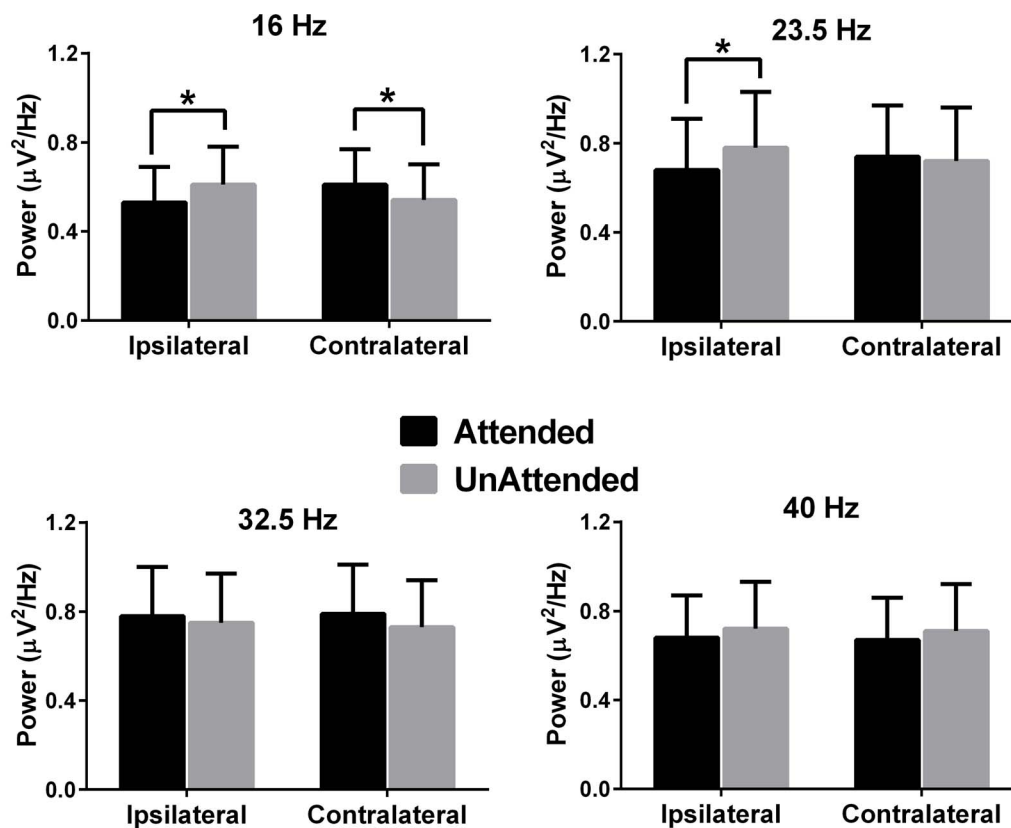 16 Hz
1.2
0.8
0.4
0.0
Power (μV²/Hz)
*
*
Ipsilateral
Contralateral
23.5 Hz
1.2
0.8
0.4
0.0
Power (μV²/Hz)
*
Ipsilateral
Contralateral
Attended
UnAttended
32.5 Hz
1.2
0.8
0.4
0.0
Power (μV²/Hz)
Ipsilateral
Contralateral
40 Hz
1.2
0.8
0.4
0.0
Power (μV²/Hz)
Ipsilateral
Contralateral